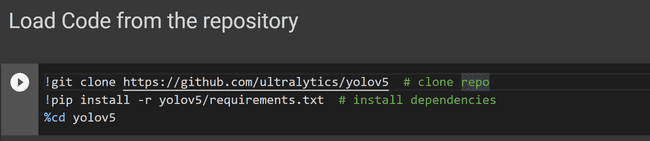 Load Code from the repository
!git clone https://github.com/ultralytics/yolov5  # clone repo
!pip install -r yolov5/requirements.txt  # install dependencies
%cd yolov5